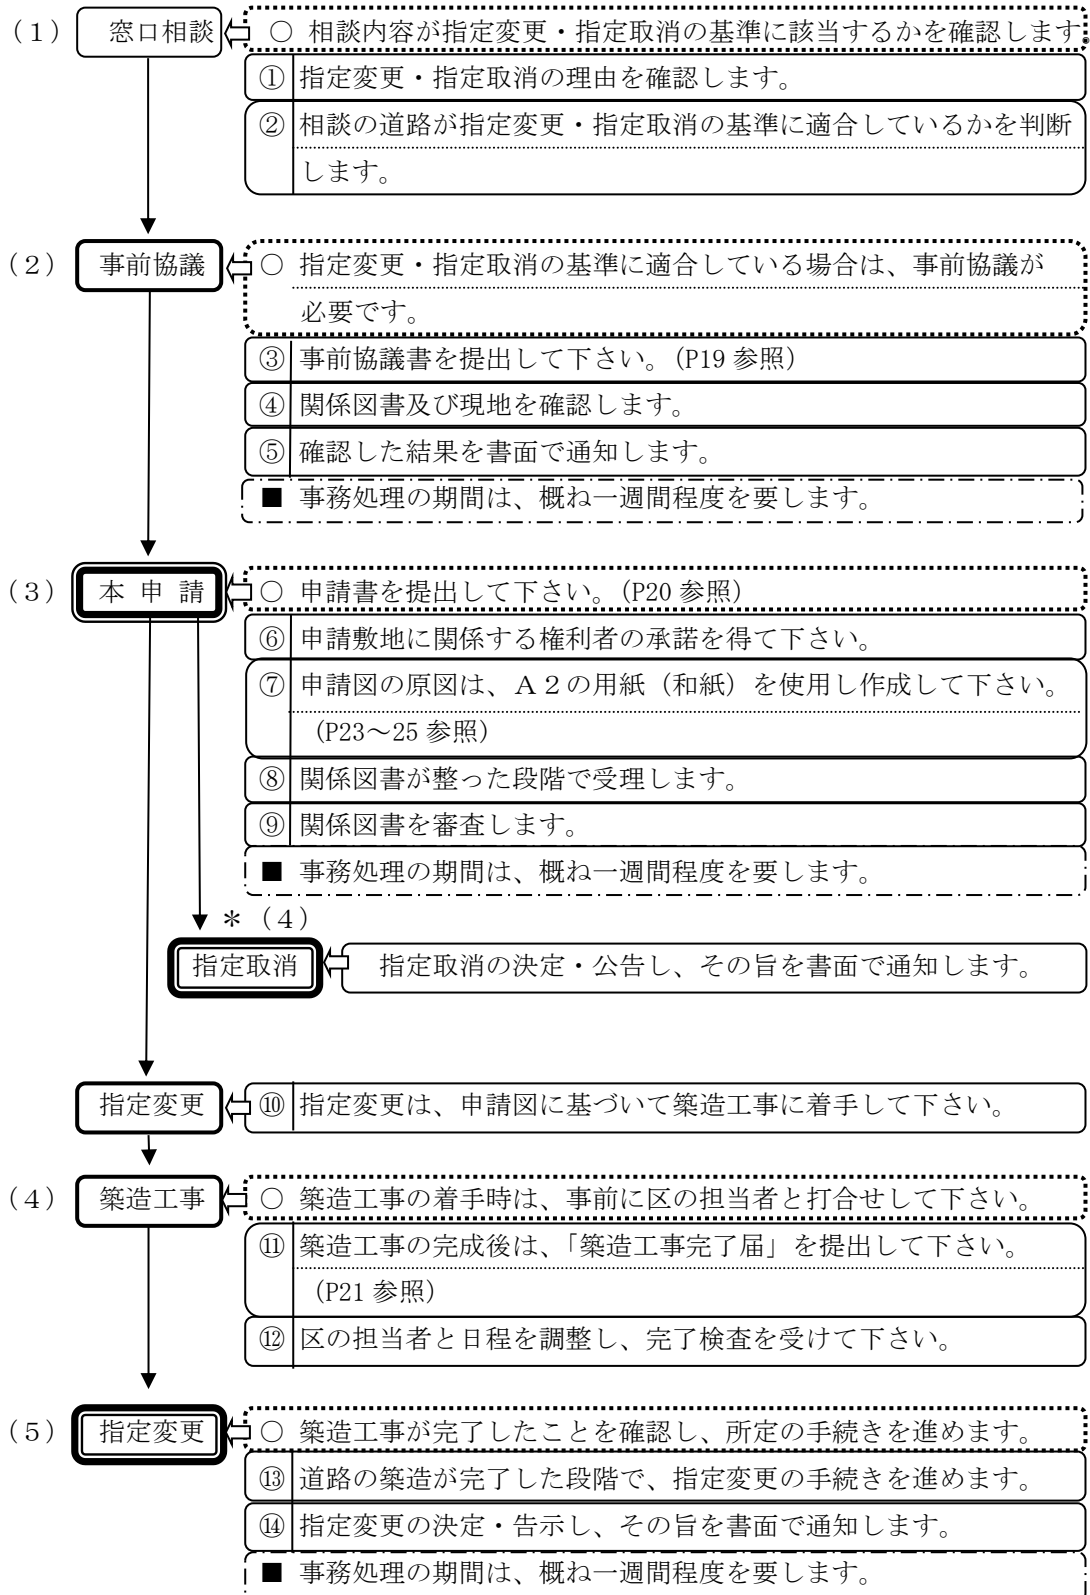 (1) 窓口相談 ○ 相談内容が指定変更・指定取消の基準に該当するかを確認します。
① 指定変更・指定取消の理由を確認します。
② 相談の道路が指定変更・指定取消の基準に適合しているかを判断
します。
(2) 事前協議 ○ 指定変更・指定取消の基準に適合している場合は、事前協議が
必要です。
③ 事前協議書を提出して下さい。(P19 参照)
④ 関係図書及び現地を確認します。
⑤ 確認した結果を書面で通知します。
■ 事務処理の期間は、概ね一週間程度を要します。
(3) 本 申 請 ○ 申請書を提出して下さい。(P20 参照)
⑥ 申請敷地に関係する権利者の承諾を得て下さい。
⑦ 申請図の原図は、A2の用紙(和紙)を使用し作成して下さい。
(P23～25 参照)
⑧ 関係図書が整った段階で受理します。
⑨ 関係図書を審査します。
■ 事務処理の期間は、概ね一週間程度を要します。
*(4)
指定取消 指定取消の決定・公告し、その旨を書面で通知します。
指定変更 ⑩ 指定変更は、申請図に基づいて築造工事に着手して下さい。
(4) 築造工事 ○ 築造工事の着手時は、事前に区の担当者と打合せして下さい。
⑪ 築造工事の完成後は、「築造工事完了届」を提出して下さい。
(P21 参照)
⑫ 区の担当者と日程を調整し、完了検査を受けて下さい。
(5) 指定変更 ○ 築造工事が完了したことを確認し、所定の手続きを進めます。
⑬ 道路の築造が完了した段階で、指定変更の手続きを進めます。
⑭ 指定変更の決定・告示し、その旨を書面で通知します。
■ 事務処理の期間は、概ね一週間程度を要します。